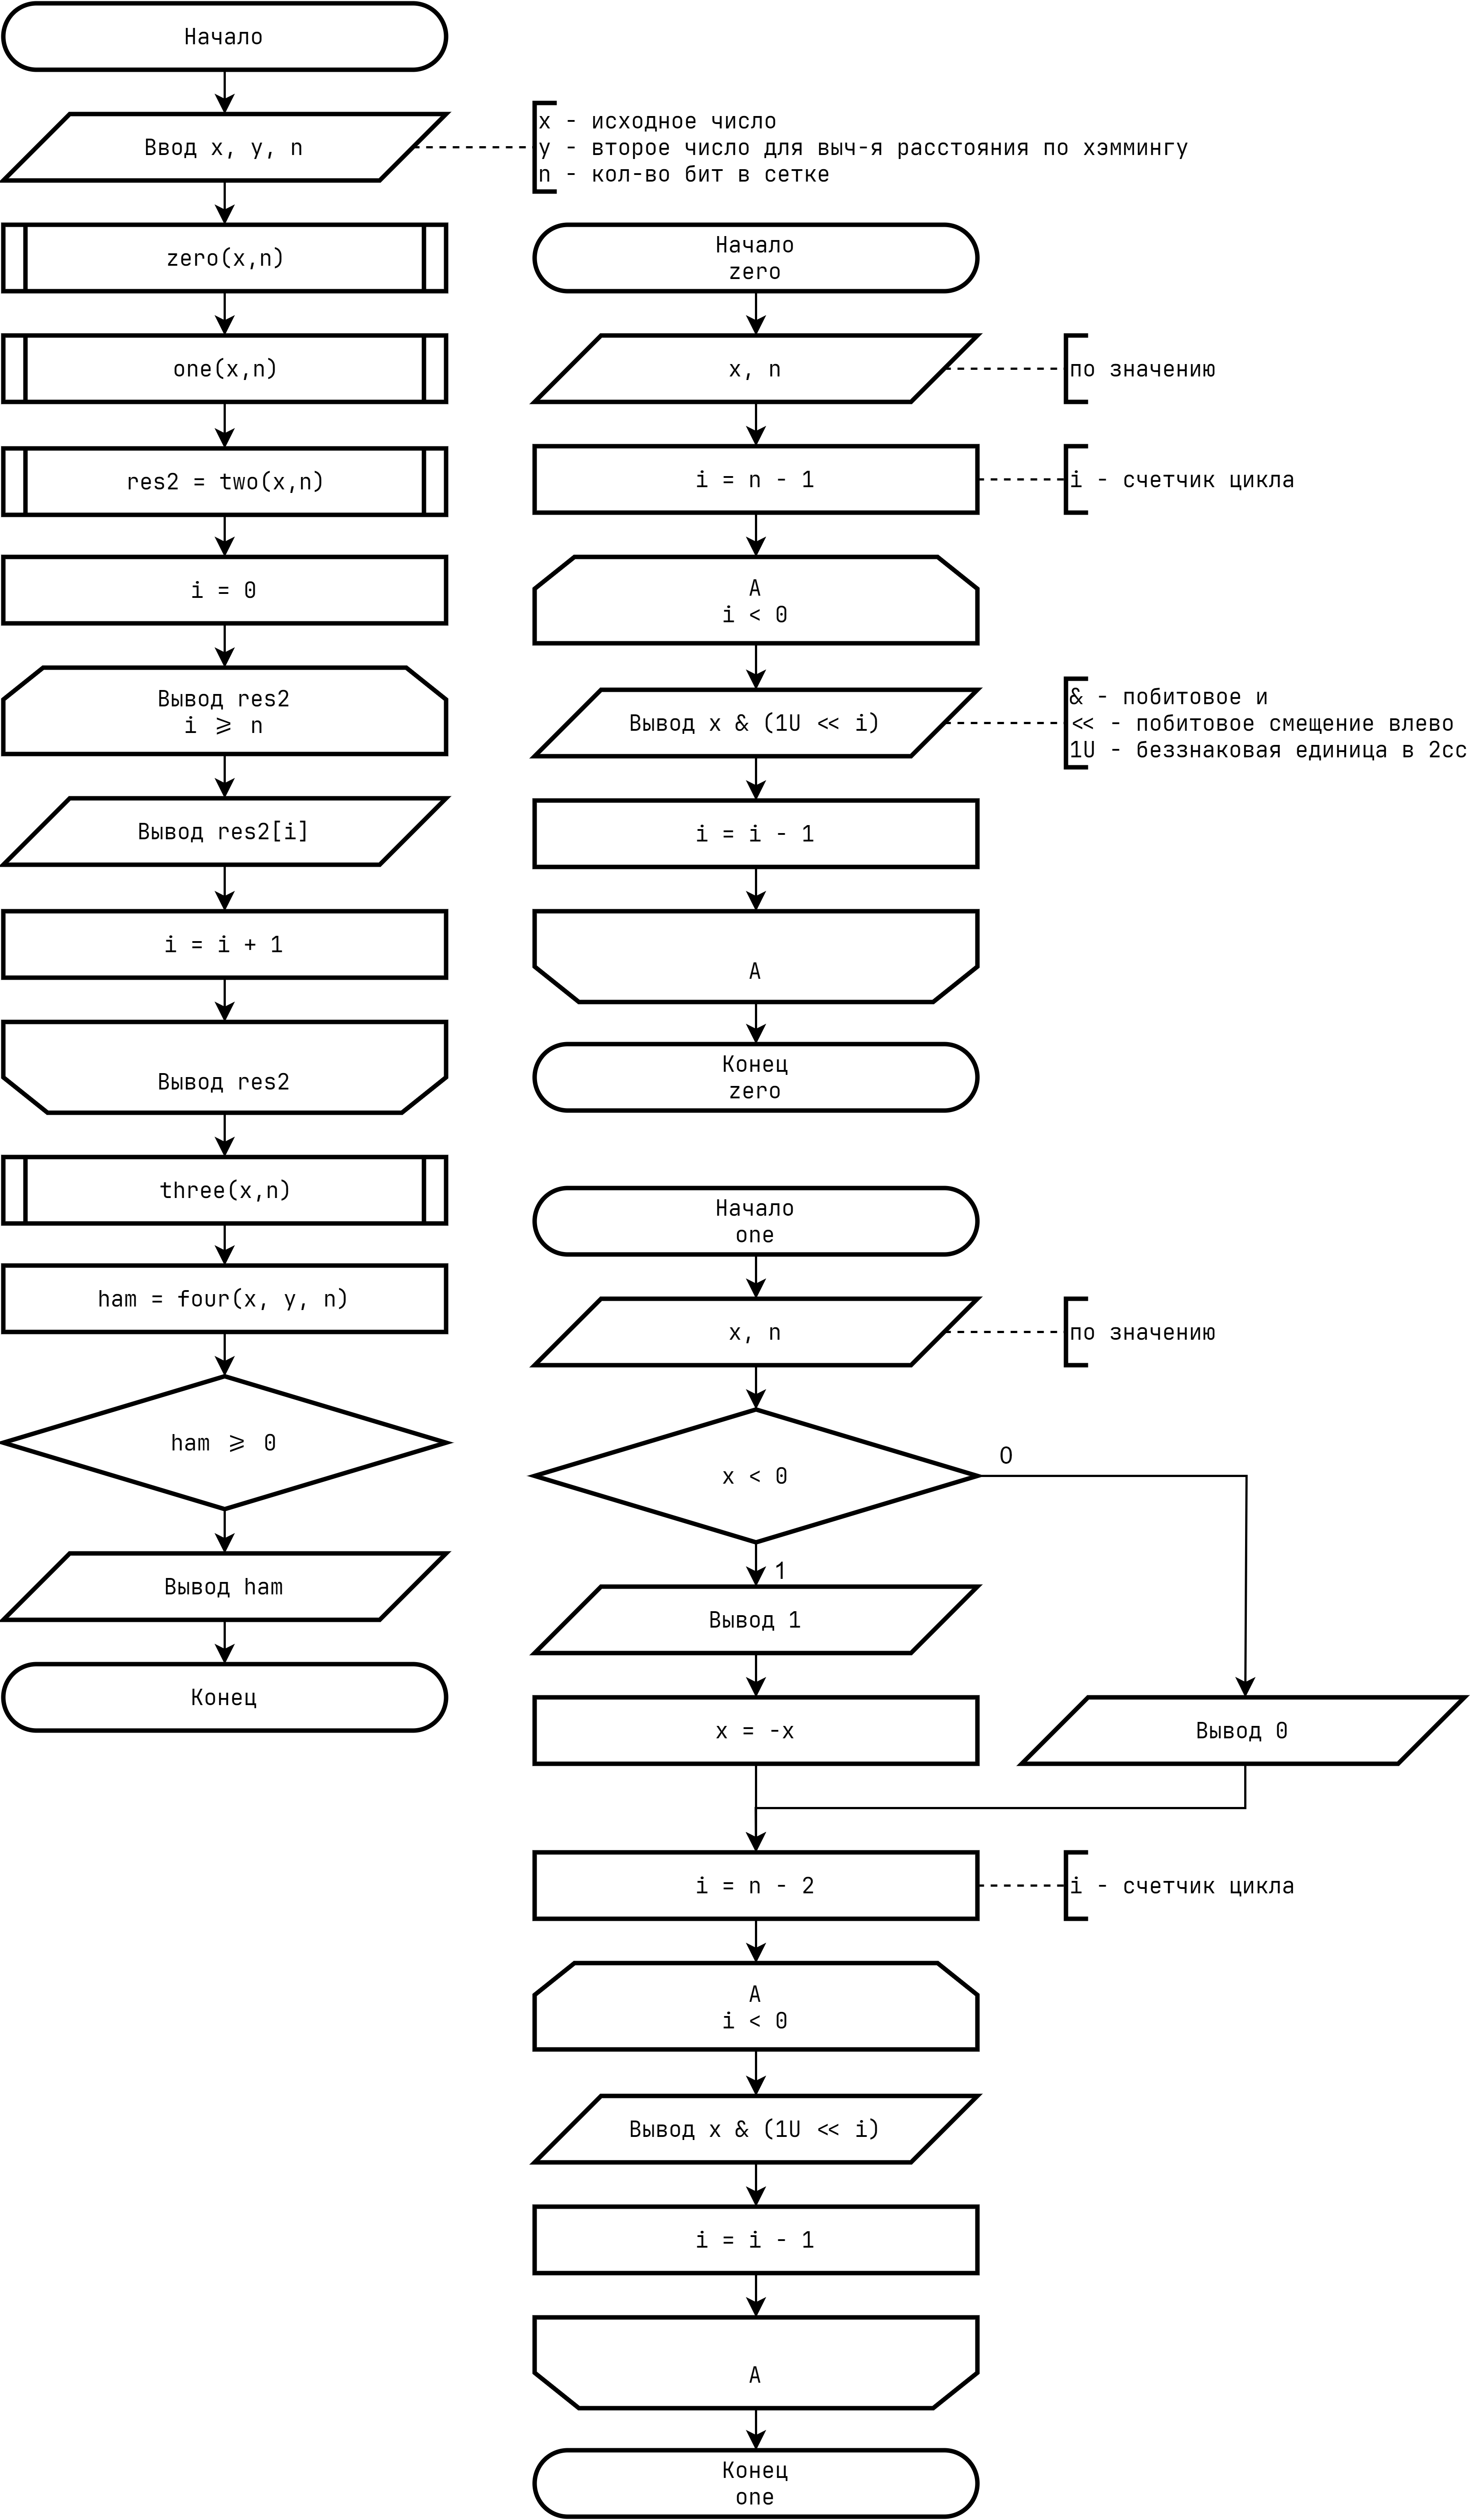 Начало
Ввод x, y, n
x - исходное число
y - второе число для выч-я расстояния по хэммингу
n - кол-во бит в сетке
zero(x,n)
one(x,n)
res2 = two(x,n)
i = 0
Вывод res2
i ⩾ n
Вывод res2[i]
i = i + 1
Вывод res2
three(x,n)
ham = four(x, y, n)
ham ⩾ 0
Вывод ham
Конец
Начало
zero
x, n
по значению
i = n - 1
i - счетчик цикла
A
i < 0
Вывод x & (1U << i)
& - побитовое и
<< - побитовое смещение влево
1U - беззнаковая единица в 2сс
i = i - 1
A
Конец
zero
Начало
one
x, n
по значению
x < 0
0
1
Вывод 1
x = -x
Вывод 0
i = n - 2
i - счетчик цикла
A
i < 0
Вывод x & (1U << i)
i = i - 1
A
Конец
one